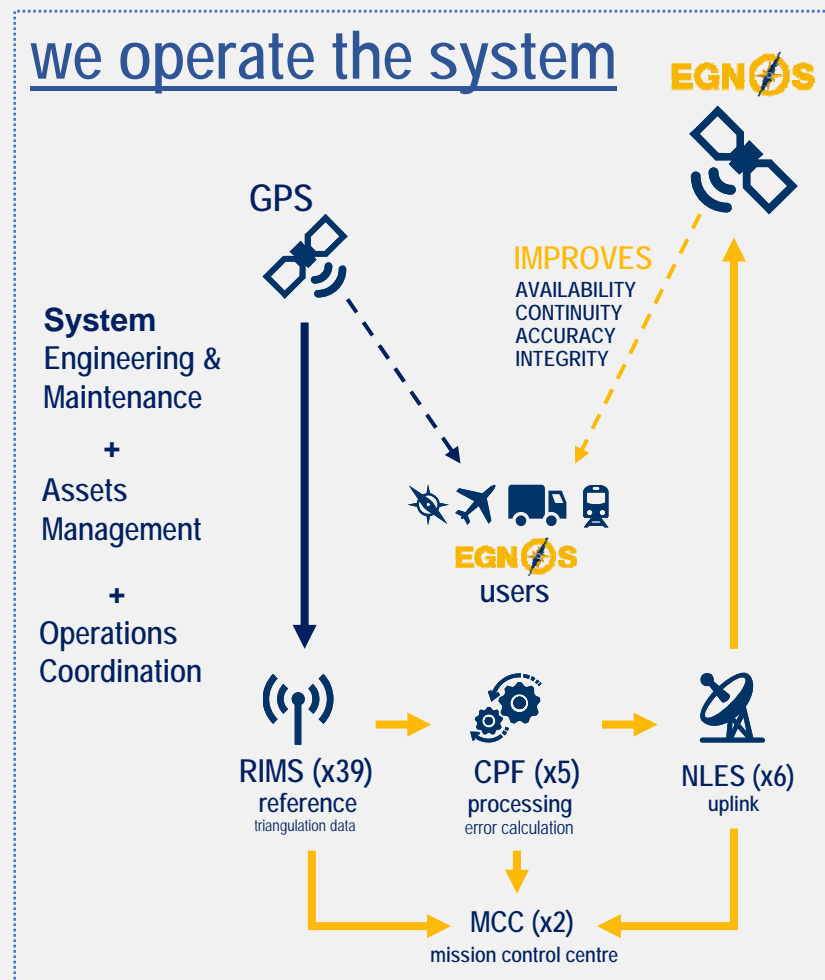 we operate the system
EGNOS
GPS
IMPROVES
AVAILABILITY
CONTINUITY
ACCURACY
INTEGRITY
System
Engineering &
Maintenance
+
Assets
Management
+
Operations
Coordination
EGNOS
users
RIMS (x39)
reference
triangulation data
CPF (x5)
processing
error calculation
NLES (x6)
uplink
MCC (x2)
mission control centre